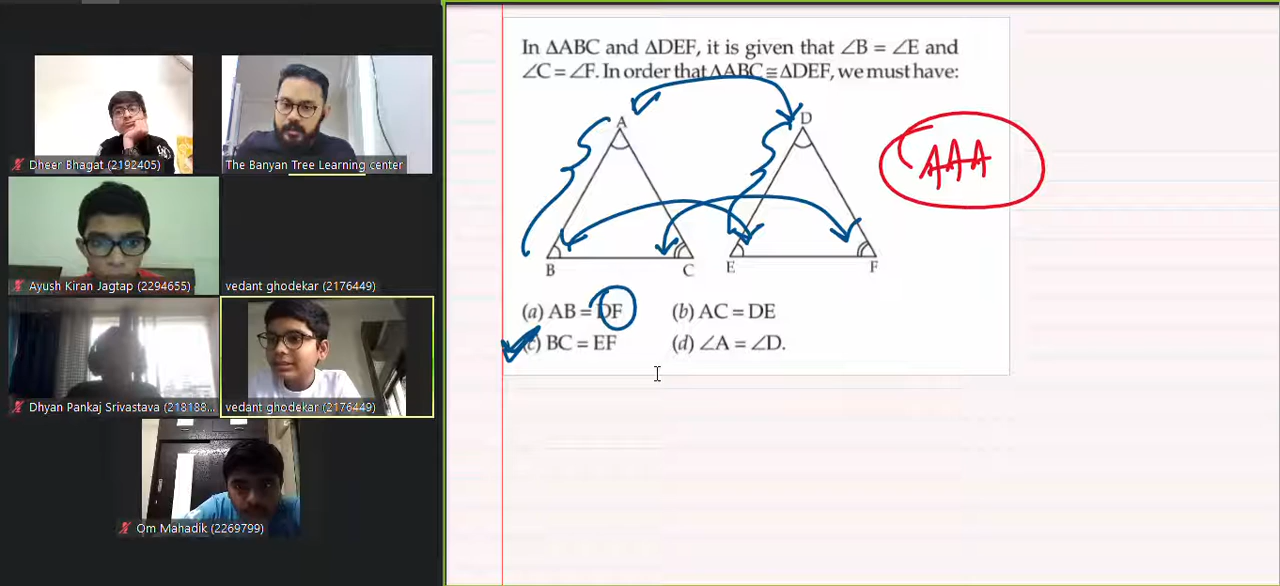 Dheer Bhagat (2192405)
The Banyan Tree Learning center
Ayush Kiran Jagtap (2294655)
vedant ghodekar (2176449)
Dhyan Pankaj Srivastava (218188...
vedant ghodekar (2176449)
Om Mahadik (2269799)
In ΔABC and ΔDEF, it is given that ∠B = ∠E and
∠C = ∠F. In order that ΔABC ≅ ΔDEF, we must have:
A
D
AAA
B
C
E
F
(a) AB = DF (b) AC = DE
(c) BC = EF (d) ∠A = ∠D.